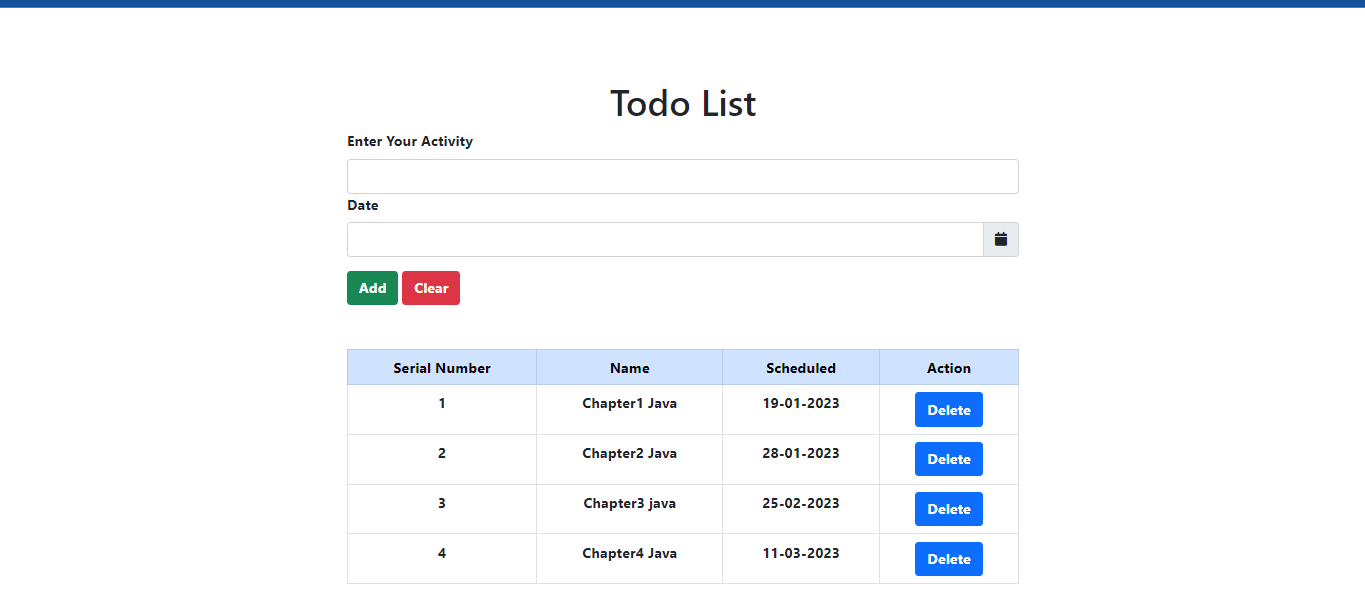 Todo List
Enter Your Activity
Date
Add Clear
Serial Number Name Scheduled Action
1 Chapter1 Java 19-01-2023 Delete
2 Chapter2 Java 28-01-2023 Delete
3 Chapter3 java 25-02-2023 Delete
4 Chapter4 Java 11-03-2023 Delete